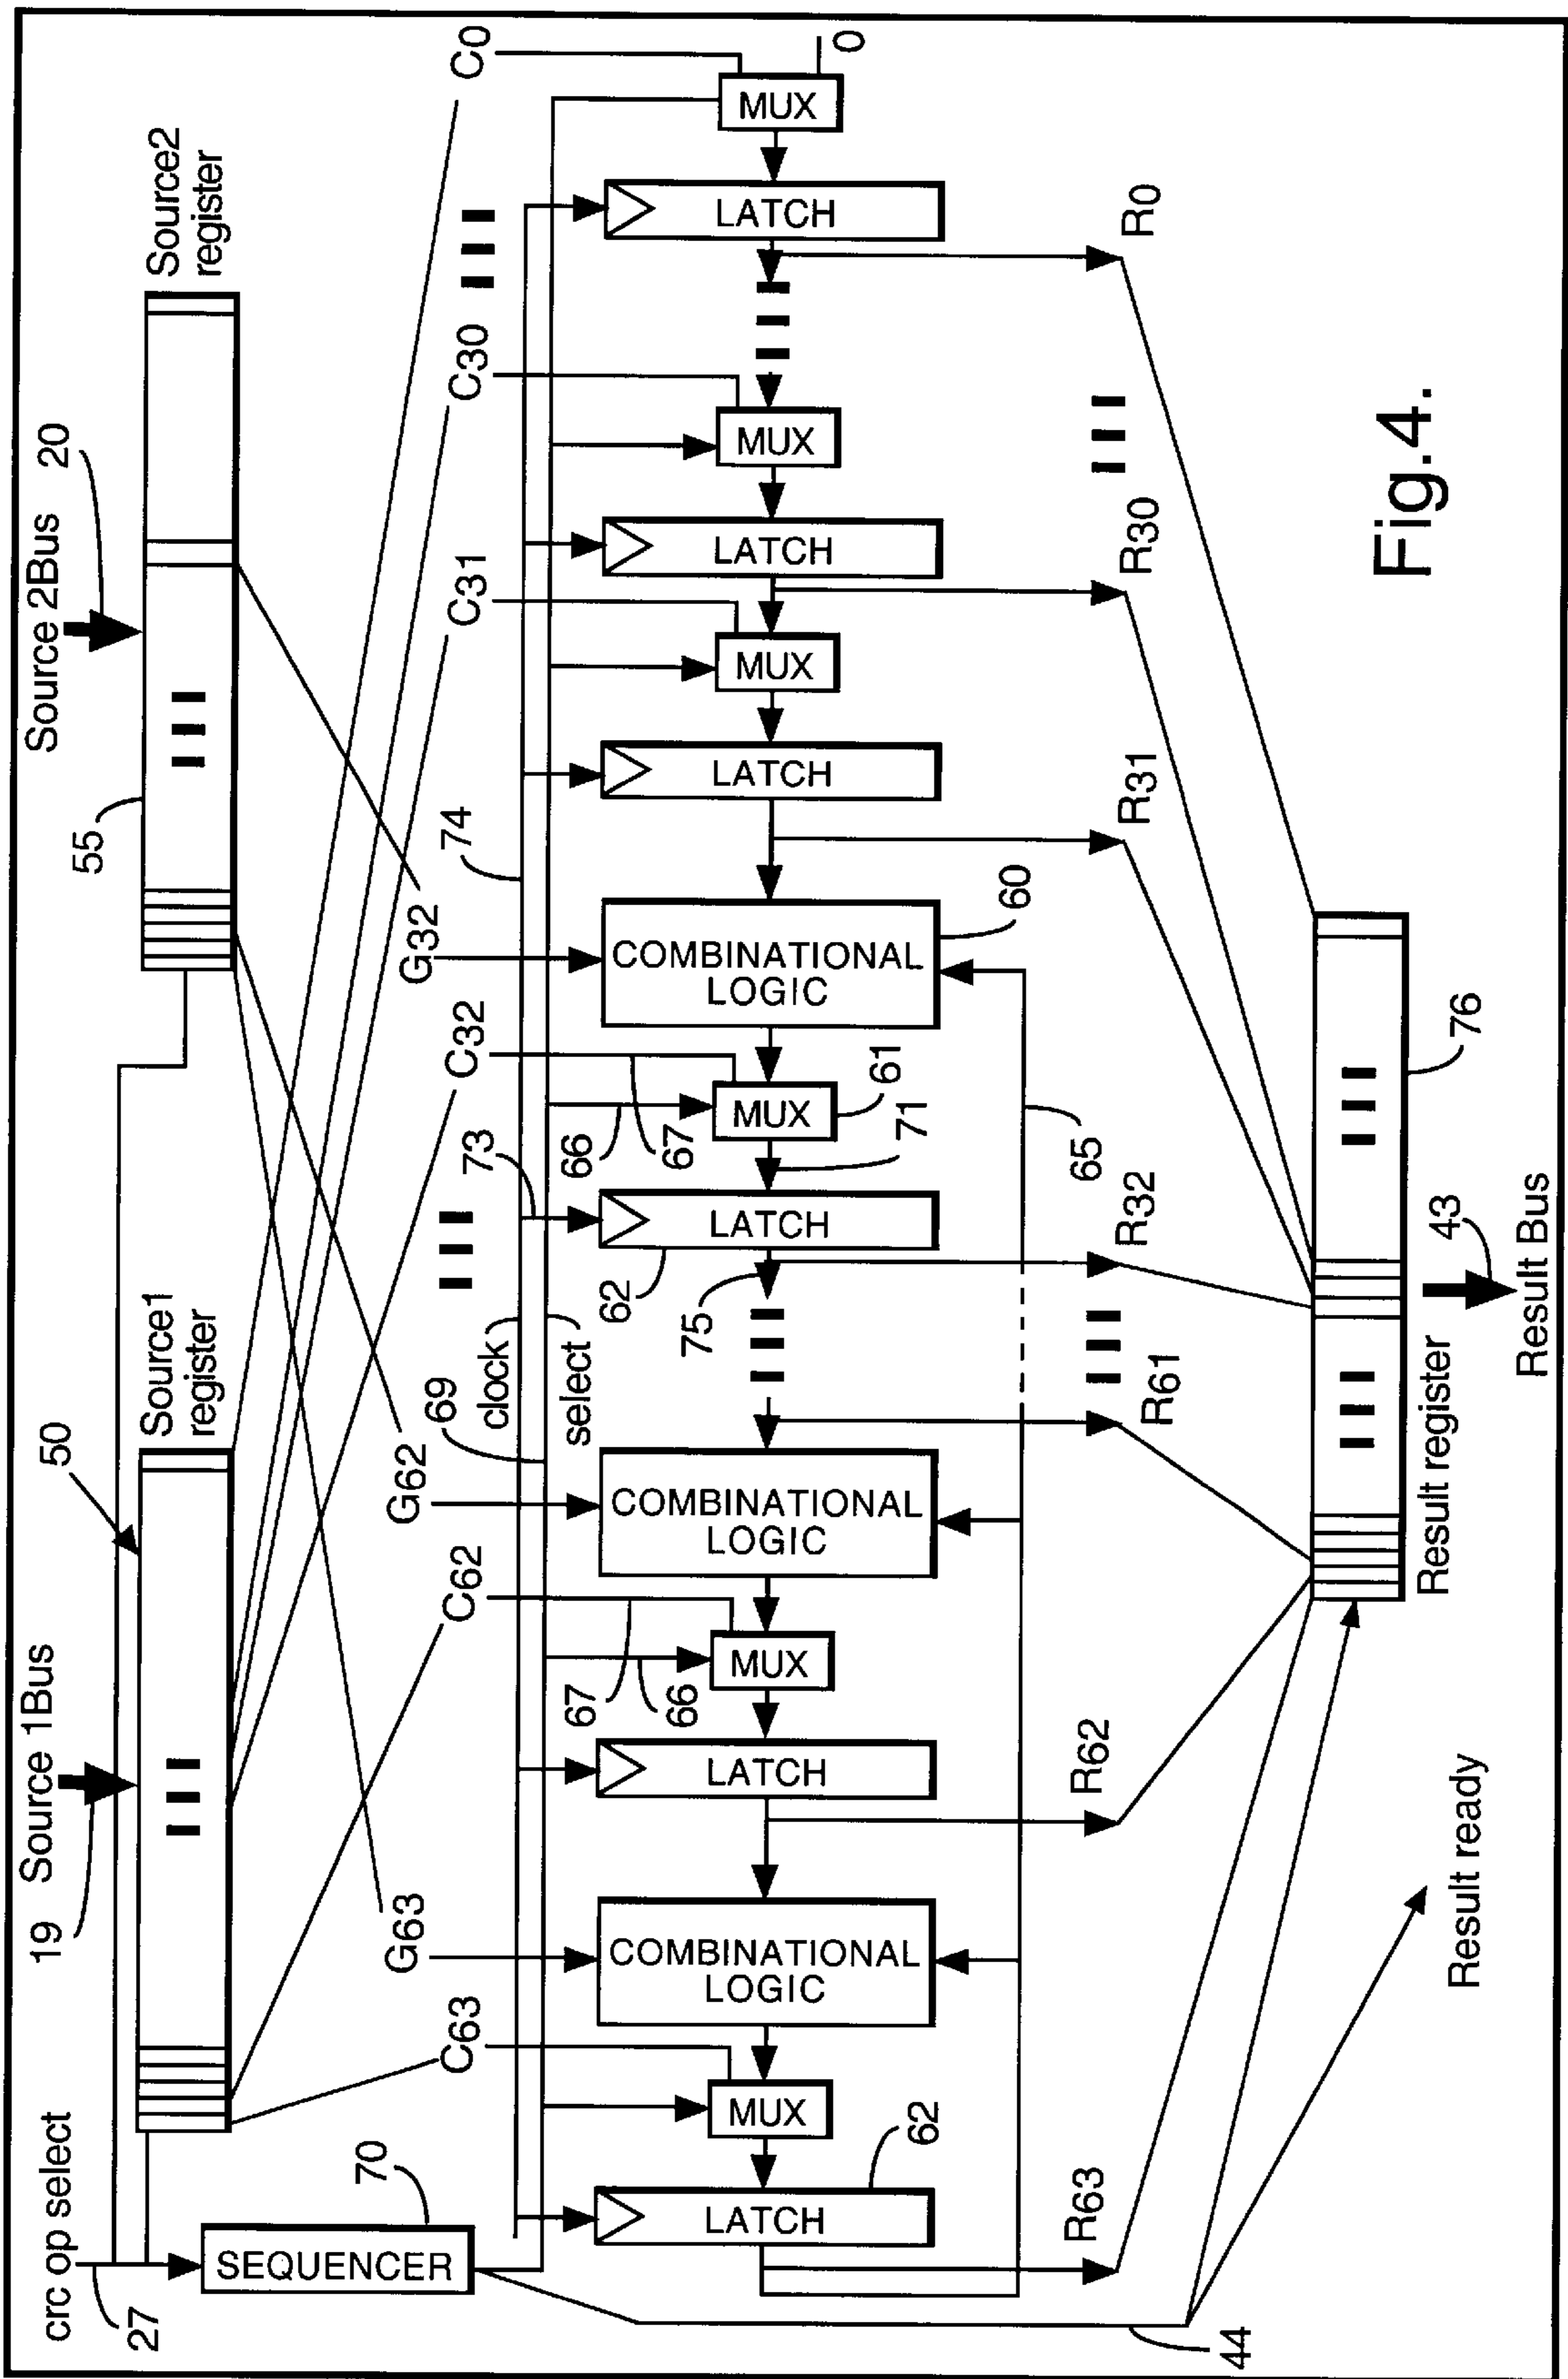 crc op select
27
19
Source 1Bus
50
Source1
register
55
Source 2Bus
20
Source2
register
70
SEQUENCER
C63
G63
C62
G62
69
clock
select
73
C32
G32
74
C31
C30
C0
0
67
66
66
67
LATCH
62
MUX
COMBINATIONAL
LOGIC
LATCH
MUX
COMBINATIONAL
LOGIC
75
62
LATCH
71
MUX
61
COMBINATIONAL
LOGIC
60
LATCH
MUX
LATCH
MUX
LATCH
MUX
65
R63
R62
R61
R32
R31
R30
R0
44
Result ready
Result register
43
Result Bus
76
Fig.4.